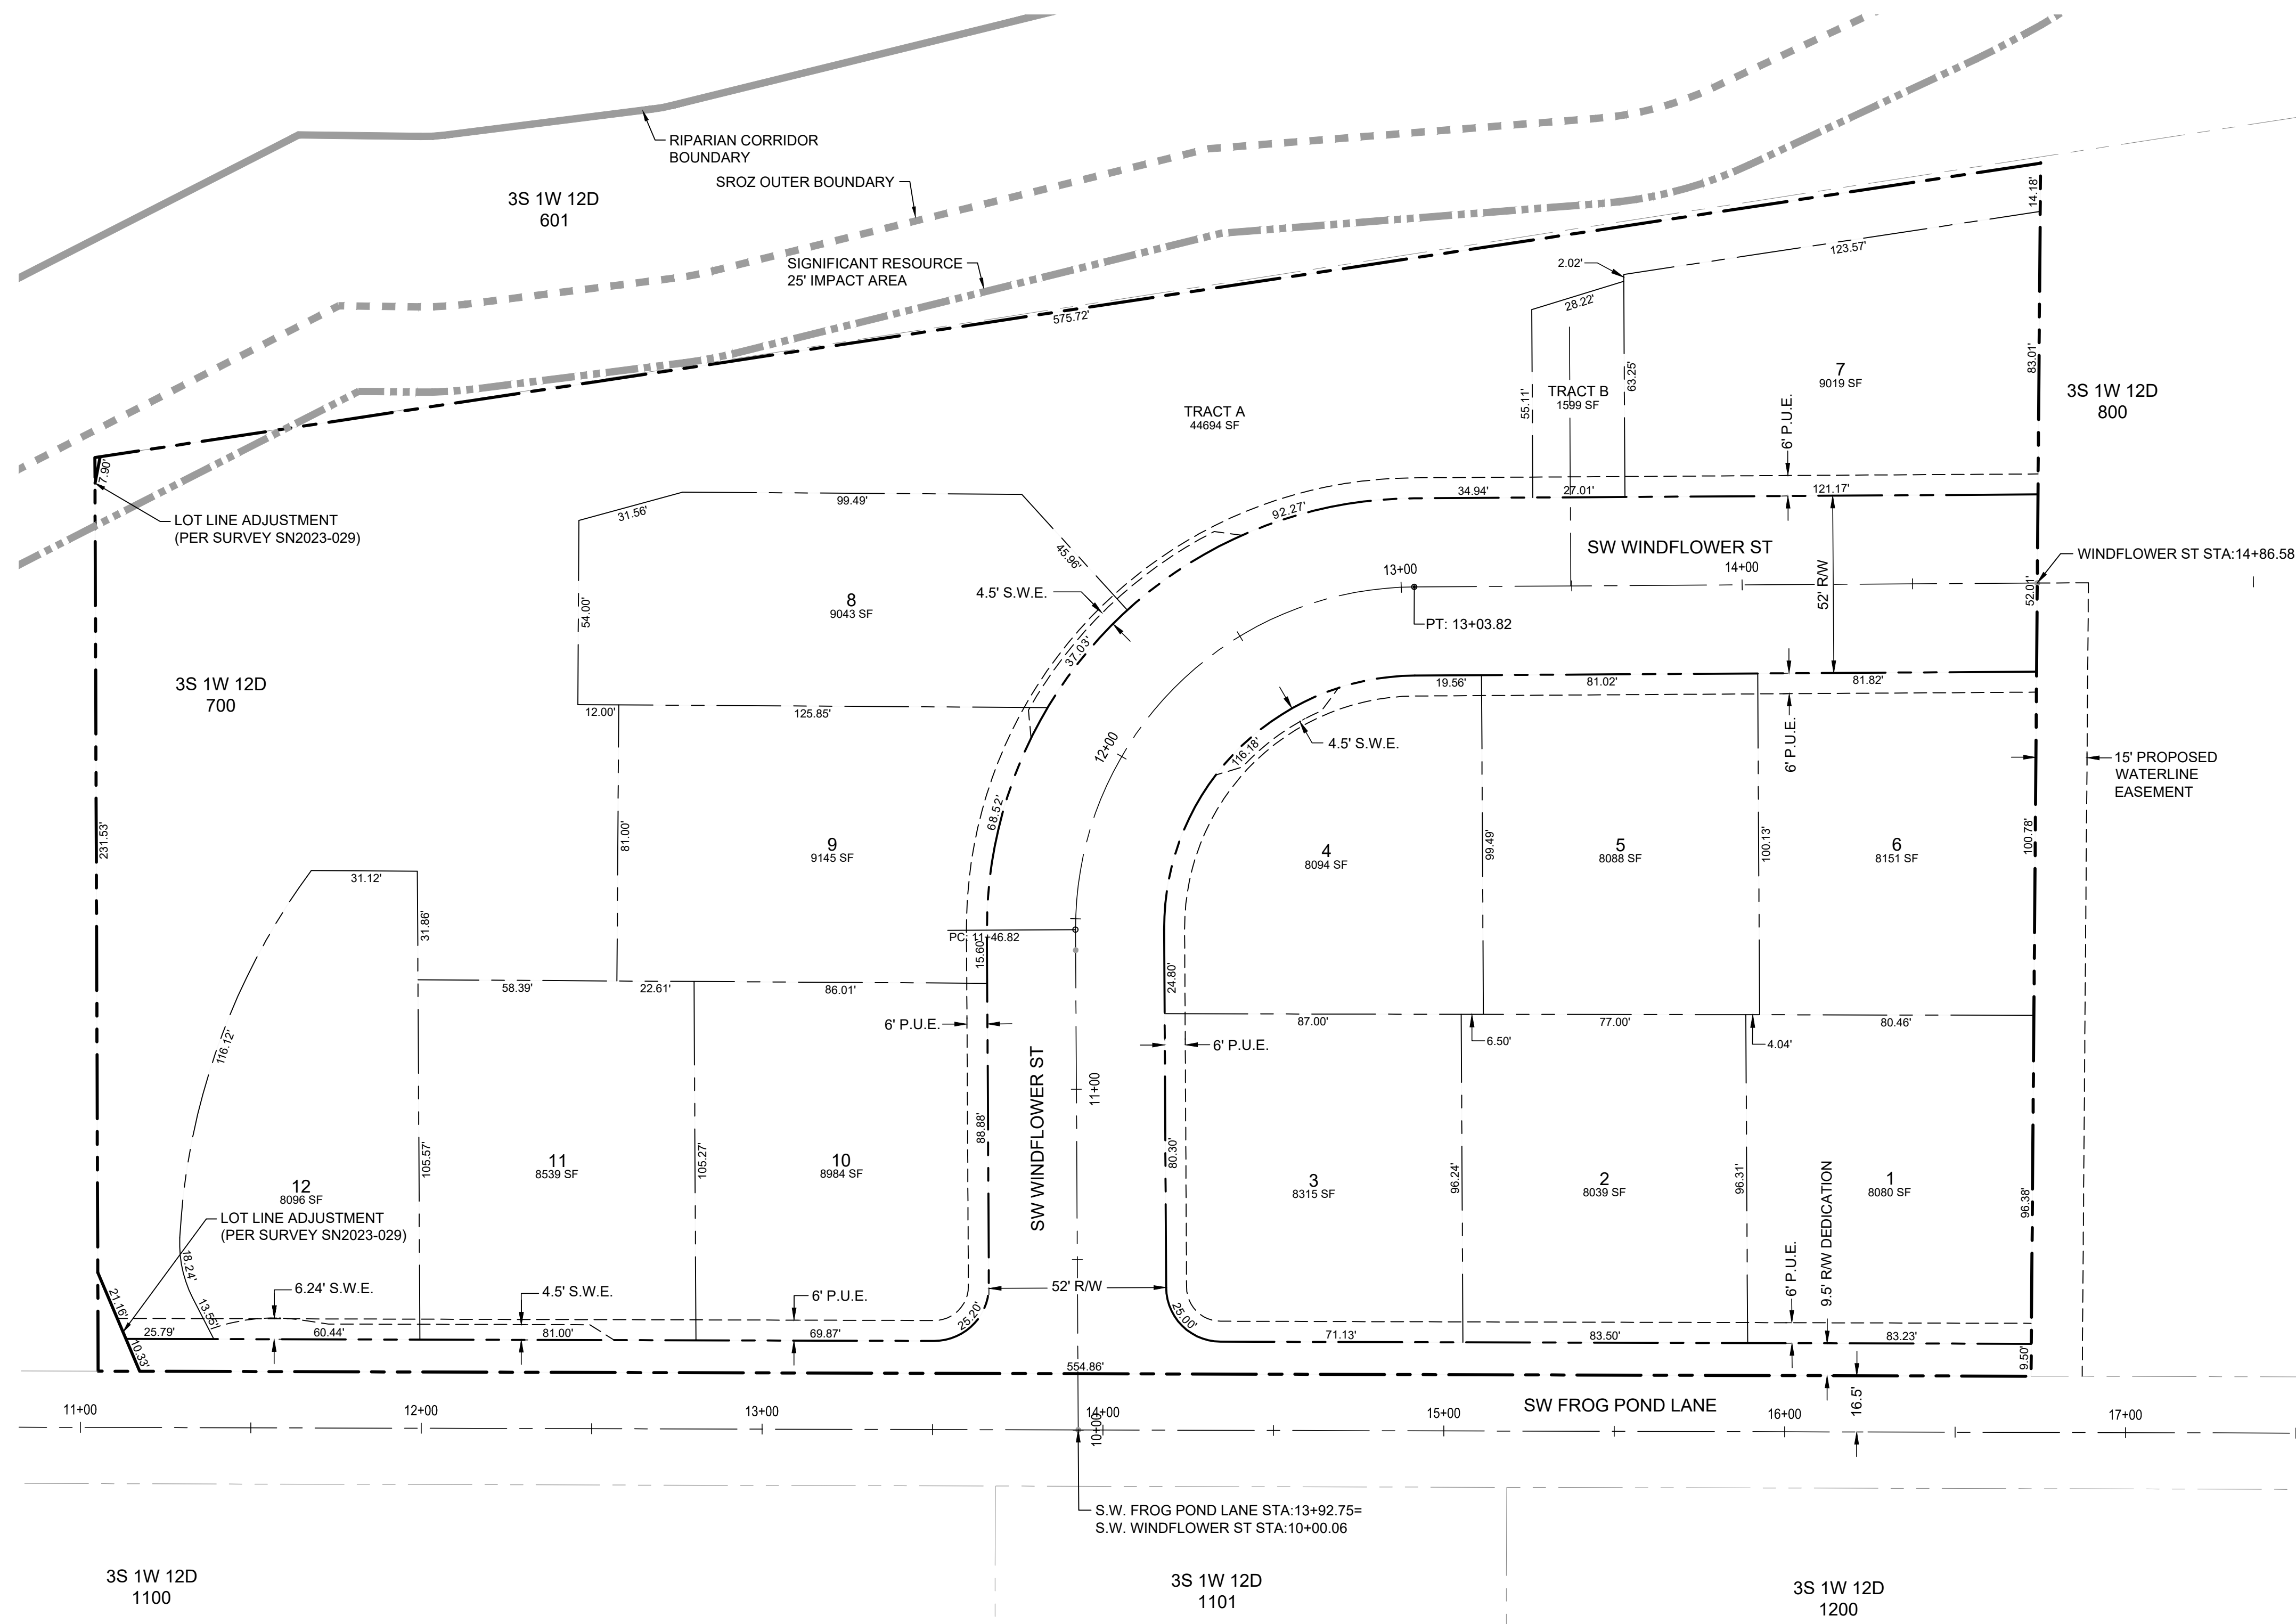 RIPARIAN CORRIDOR
BOUNDARY
SROZ OUTER BOUNDARY
3S 1W 12D
601
SIGNIFICANT RESOURCE
25' IMPACT AREA
14.18'
123.57'
2.02'
28.22'
575.72'
83.01'
63.25'
55.11'
TRACT B
1599 SF
7
9019 SF
3S 1W 12D
800
TRACT A
44694 SF
6' P.U.E.
7.90'
LOT LINE ADJUSTMENT
(PER SURVEY SN2023-029)
31.56'
99.49'
45.96'
92.27'
34.94'
27.01'
121.17'
SW WINDFLOWER ST
WINDFLOWER ST STA:14+86.58
13+00
14+00
52' R/W
52.01'
4.5' S.W.E.
54.00'
8
9043 SF
PT: 13+03.82
37.03'
3S 1W 12D
700
12.00'
125.85'
19.56'
81.02'
81.82'
6' P.U.E.
12+00
116.18'
4.5' S.W.E.
15' PROPOSED
WATERLINE
EASEMENT
231.53'
81.00'
9
9145 SF
68.52'
4
8094 SF
99.49'
5
8088 SF
100.13'
6
8151 SF
100.78'
31.12'
31.86'
PC: 11+46.82
15.60'
24.80'
58.39'
22.61'
86.01'
87.00'
77.00'
80.46'
6.50'
4.04'
6' P.U.E.
6' P.U.E.
116.12'
SW WINDFLOWER ST
11+00
88.88'
80.30'
105.57'
11
8539 SF
105.27'
10
8984 SF
12
8096 SF
3
8315 SF
96.24'
2
8039 SF
96.31'
1
8080 SF
96.38'
9.5' R/W DEDICATION
LOT LINE ADJUSTMENT
(PER SURVEY SN2023-029)
18.24'
13.55'
6.24' S.W.E.
4.5' S.W.E.
6' P.U.E.
52' R/W
6' P.U.E.
21.16'
25.79'
10.33'
60.44'
81.00'
69.87'
25.20'
25.00'
71.13'
83.50'
83.23'
9.50'
554.86'
SW FROG POND LANE
16.5'
11+00
12+00
13+00
14+00
10+00
15+00
16+00
17+00
S.W. FROG POND LANE STA:13+92.75=
S.W. WINDFLOWER ST STA:10+00.06
3S 1W 12D
1100
3S 1W 12D
1101
3S 1W 12D
1200